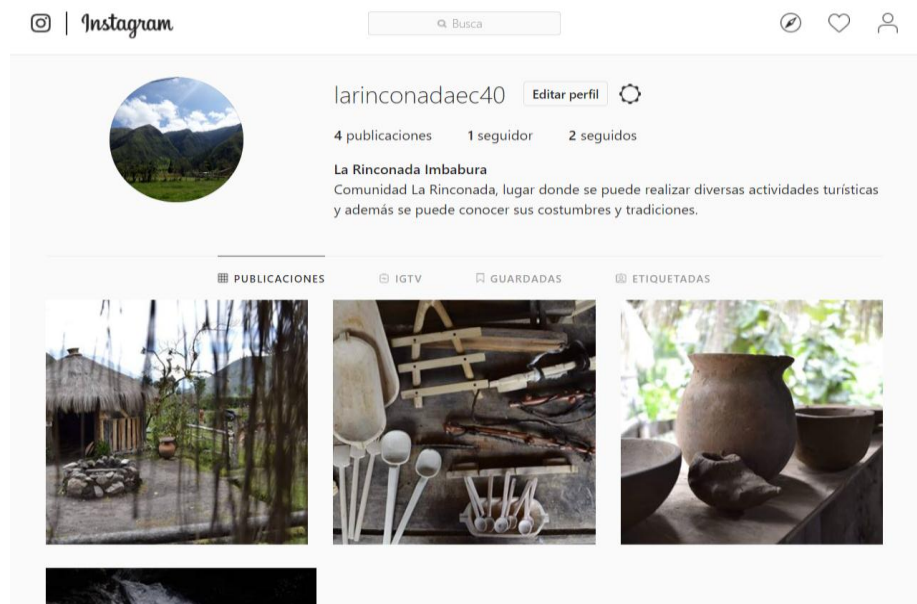 Instagram
Busca
larinconadaec40 Editar perfil
4 publicaciones 1 seguidor 2 seguidos
La Rinconada Imbabura
Comunidad La Rinconada, lugar donde se puede realizar diversas actividades turísticas
y además se puede conocer sus costumbres y tradiciones.
PUBLICACIONES IGTV GUARDADAS ETIQUETADAS